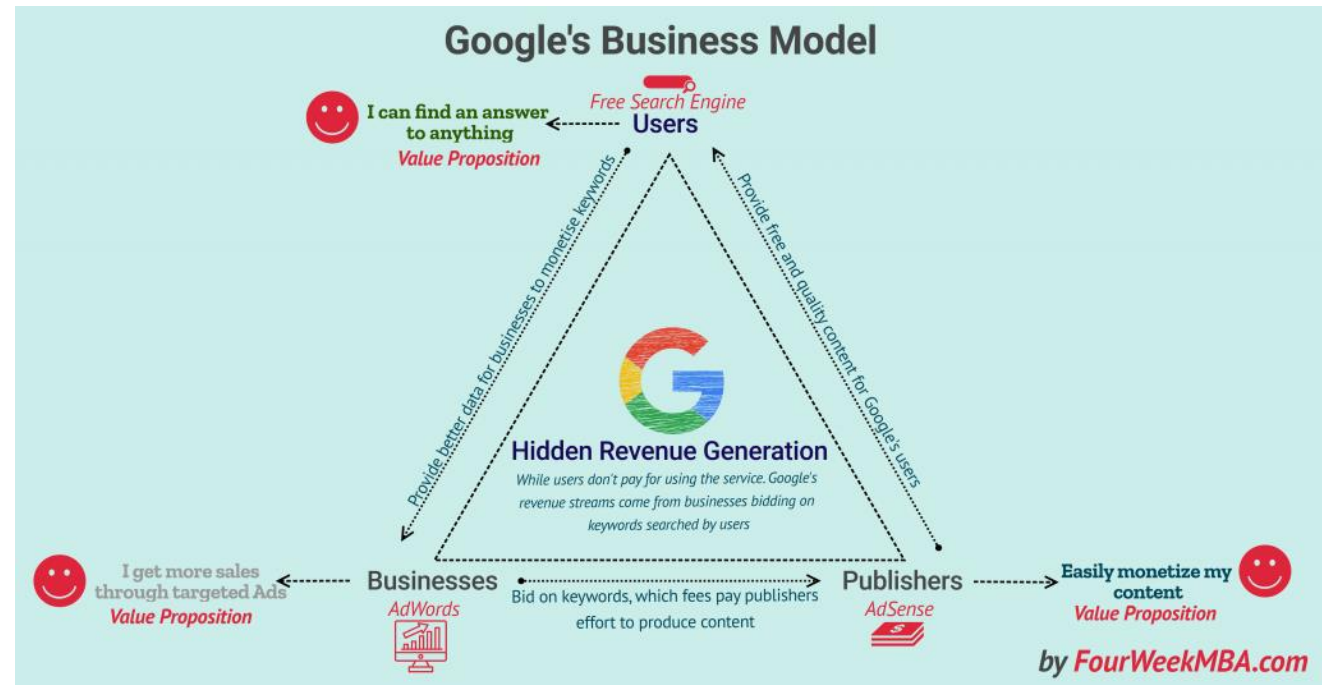 Google's Business Model
Free Search Engine
Users
I can find an answer
to anything
Value Proposition
Provide better data for businesses to monetise keywords
Provide free and quality content for Google's users
G
Hidden Revenue Generation
While users don't pay for using the service. Google's
revenue streams come from businesses bidding on
keywords searched by users
I get more sales
through targeted Ads
Value Proposition
Businesses
AdWords
Bid on keywords, which fees pay publishers
effort to produce content
Publishers
AdSense
$
Easily monetize my
content
Value Proposition
by FourWeekMBA.com